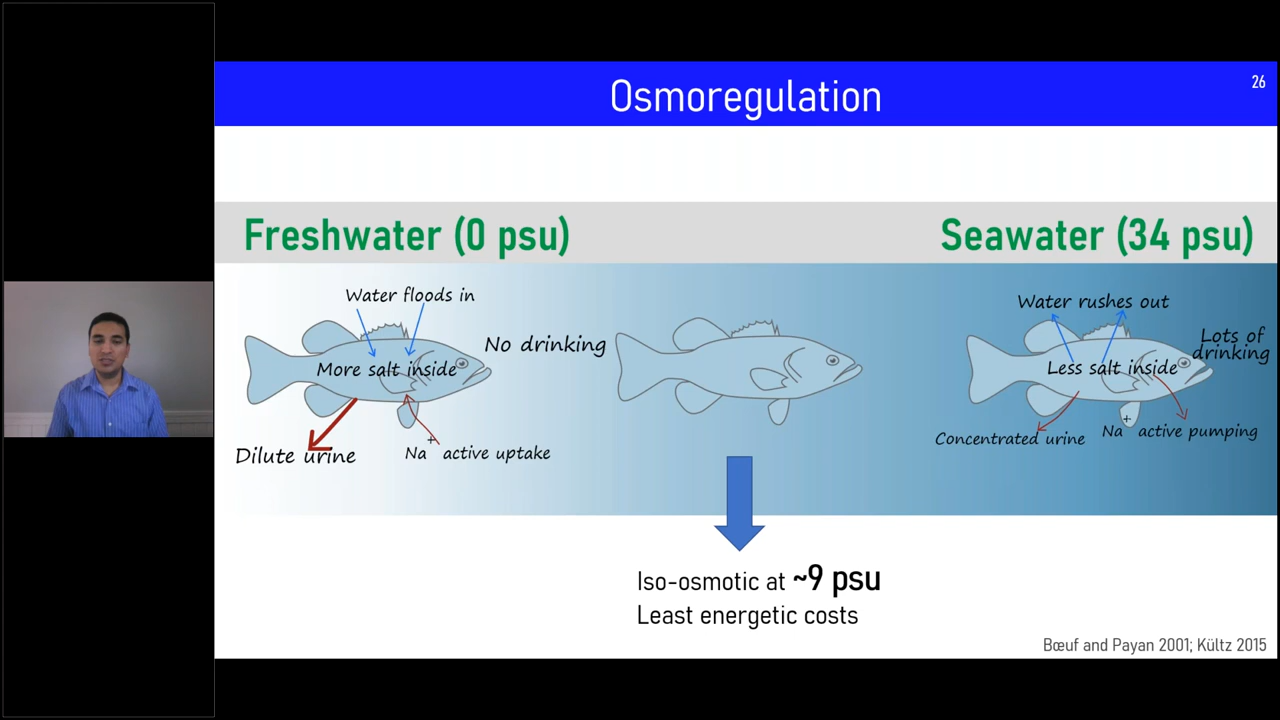 Osmoregulation
26
Freshwater (0 psu)
Seawater (34 psu)
Water floods in
No drinking
More salt inside
Dilute urine
Na+ active uptake
Water rushes out
Lots of
drinking
Less salt inside
Concentrated urine
Na+ active pumping
Iso-osmotic at ~9 psu
Least energetic costs
Bœuf and Payan 2001; Kültz 2015